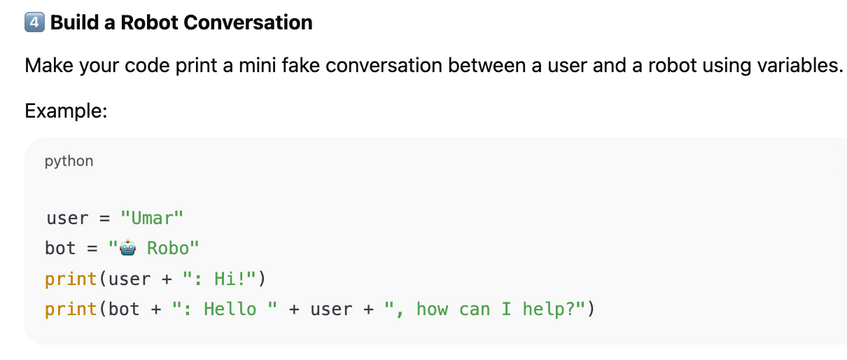 4️⃣ Build a Robot Conversation
Make your code print a mini fake conversation between a user and a robot using variables.
Example:
python
user = "Umar"
bot = "🤖 Robo"
print(user + ": Hi!")
print(bot + ": Hello " + user + ", how can I help?")